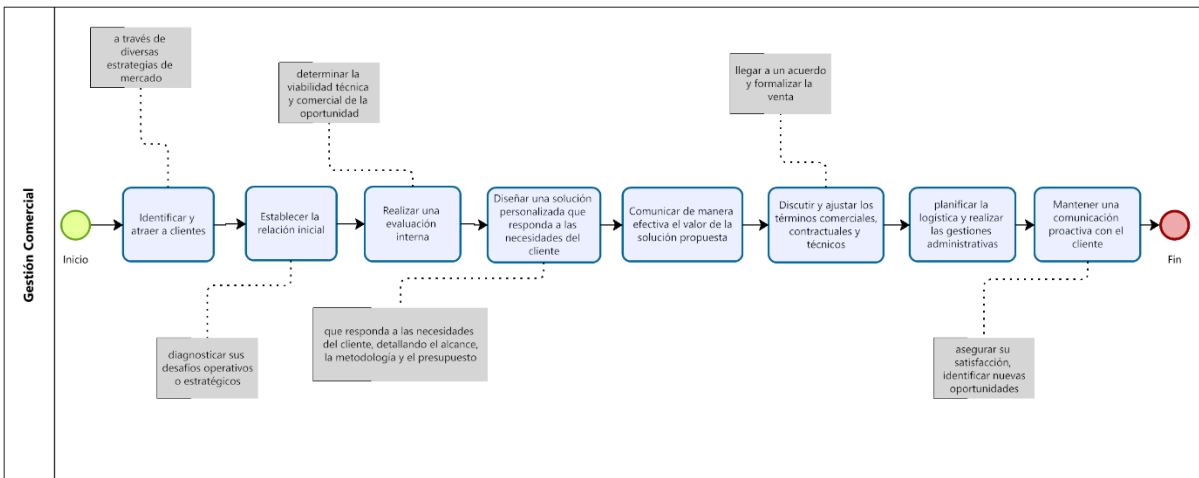 a través de
diversas
estrategias de
mercado
determinar la
viabilidad técnica
y comercial de la
oportunidad
llegar a un acuerdo
y formalizar la
venta
Gestión Comercial
Inicio
Identificar y
atraer a clientes
Establecer la
relación inicial
Realizar una
evaluación
interna
Diseñar una solución
personalizada que
responda a las
necesidades del
cliente
Comunicar de manera
efectiva el valor de la
solución propuesta
Discutir y ajustar los
términos comerciales,
contractuales y
técnicos
planificar la
logística y realizar
las gestiones
administrativas
Mantener una
comunicación
proactiva con el
cliente
Fin
diagnosticar sus
desafíos operativos
o estratégicos
que responda a las necesidades
del cliente, detallando el alcance,
la metodología y el presupuesto
asegurar su
satisfacción,
identificar nuevas
oportunidades